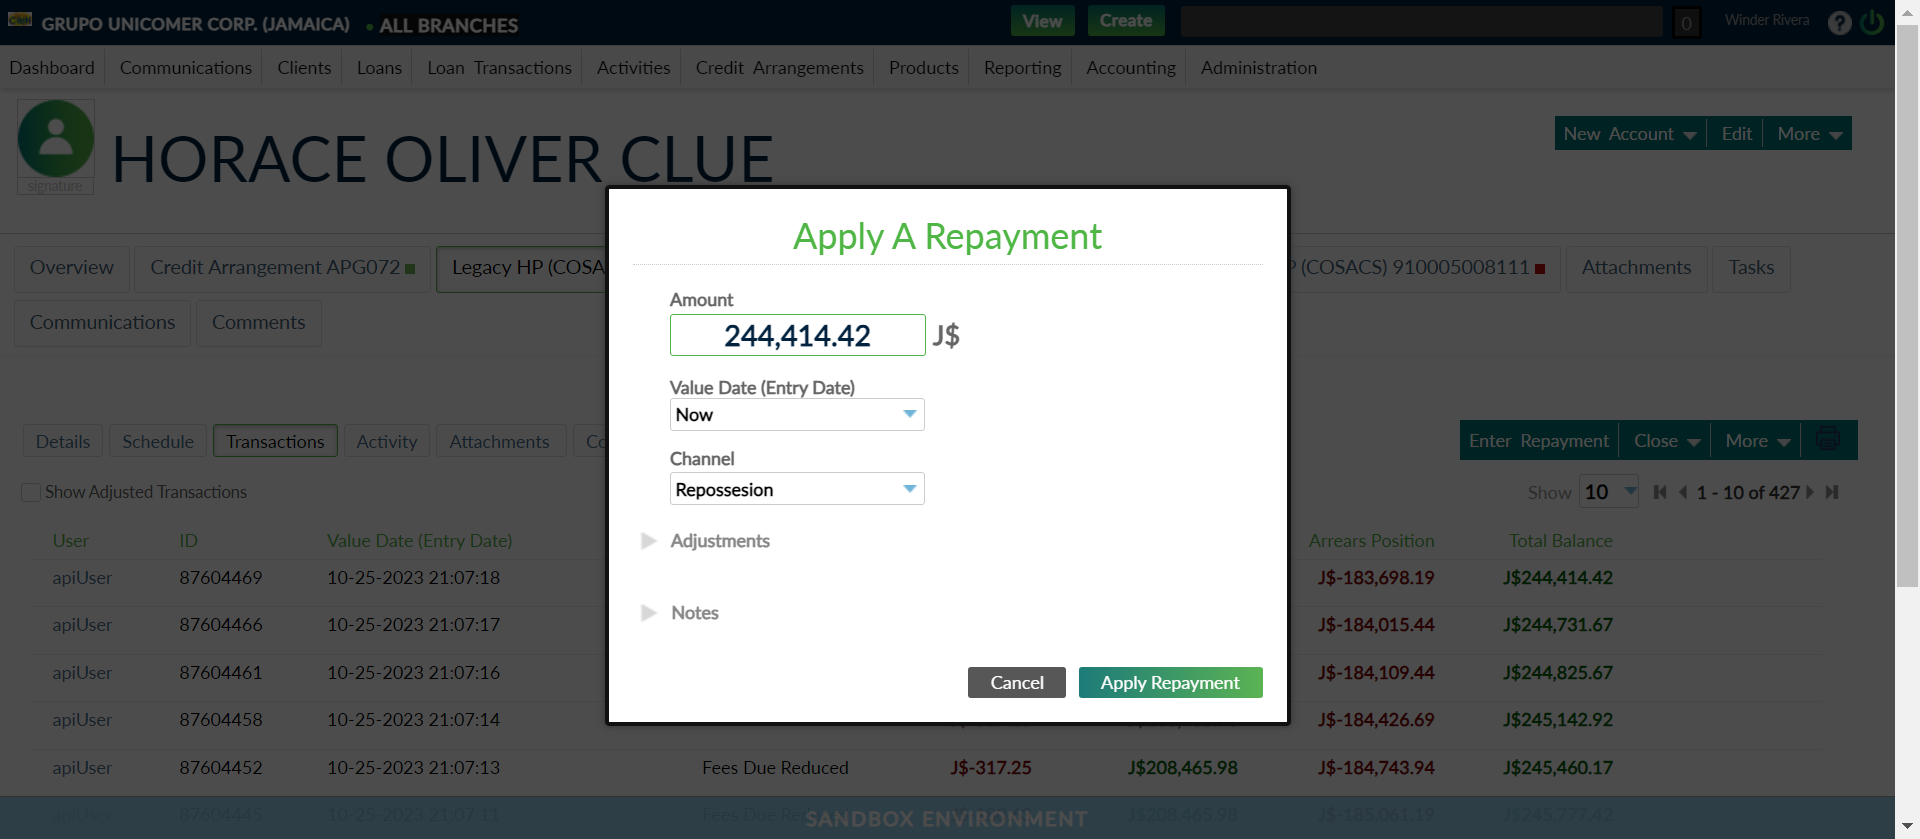 GRUPO UNICOMER CORP. (JAMAICA) ALL BRANCHES View Create 0 Winder Rivera ?
Dashboard Communications Clients Loans Loan Transactions Activities Credit Arrangements Products Reporting Accounting Administration
New Account Edit More
HORACE OLIVER CLUE
signature
Apply A Repayment
Overview Credit Arrangement APG072 Legacy HP (COSA P (COSACS) 910005008111 Attachments Tasks
Communications Comments
Amount
244,414.42 J$
Value Date (Entry Date)
Now
Channel
Repossesion
Adjustments
Notes
Cancel Apply Repayment
Details Schedule Transactions Activity Attachments Co Enter Repayment Close More
Show Adjusted Transactions Show 10 1 - 10 of 427
User ID Value Date (Entry Date) Arrears Position Total Balance
apiUser 87604469 10-25-2023 21:07:18 J$-183,698.19 J$244,414.42
apiUser 87604466 10-25-2023 21:07:17 J$-184,015.44 J$244,731.67
apiUser 87604461 10-25-2023 21:07:16 J$-184,109.44 J$244,825.67
apiUser 87604458 10-25-2023 21:07:14 J$-184,426.69 J$245,142.92
apiUser 87604452 10-25-2023 21:07:13 Fees Due Reduced J$-317.25 J$208,465.98 J$-184,743.94 J$245,460.17
apiUser 87604445 10-25-2023 21:07:11 Fees Due J$208,465.98 J$-185,061.19 J$245,777.42
SANDBOX ENVIRONMENT